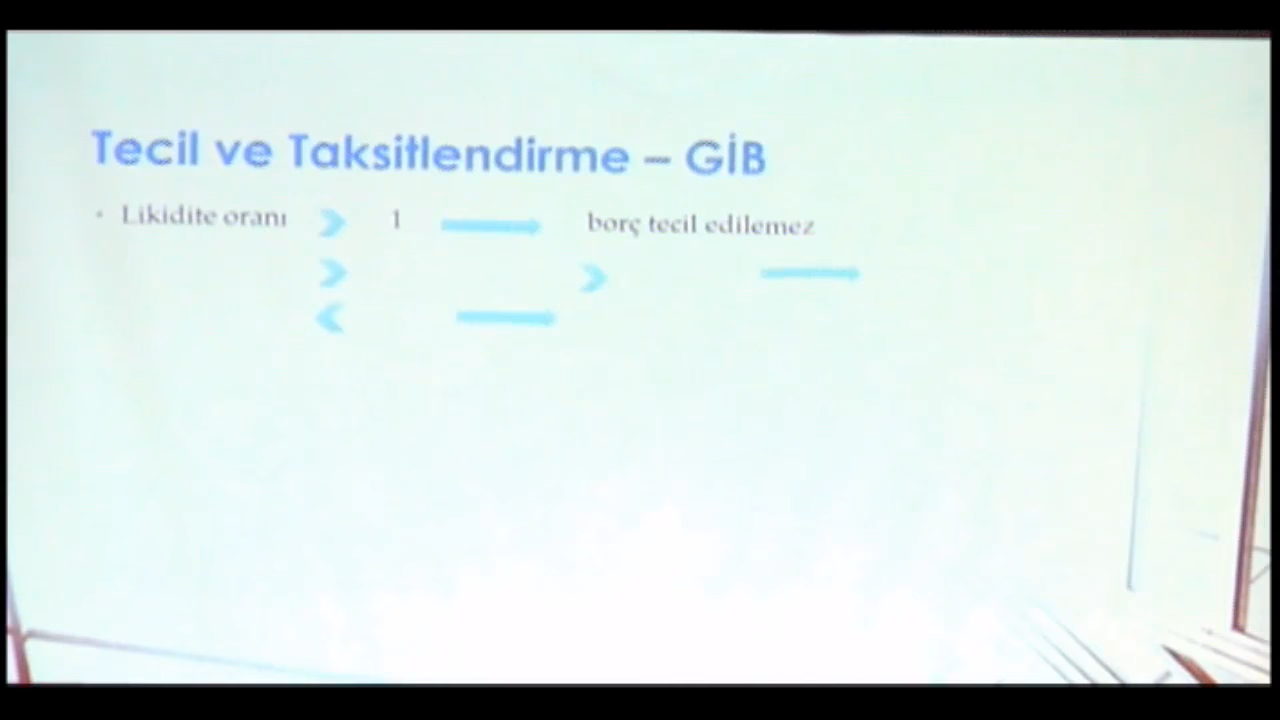 Tecil ve Taksitlendirme – GİB
• Likidite oranı > 1 → borç tecil edilemez